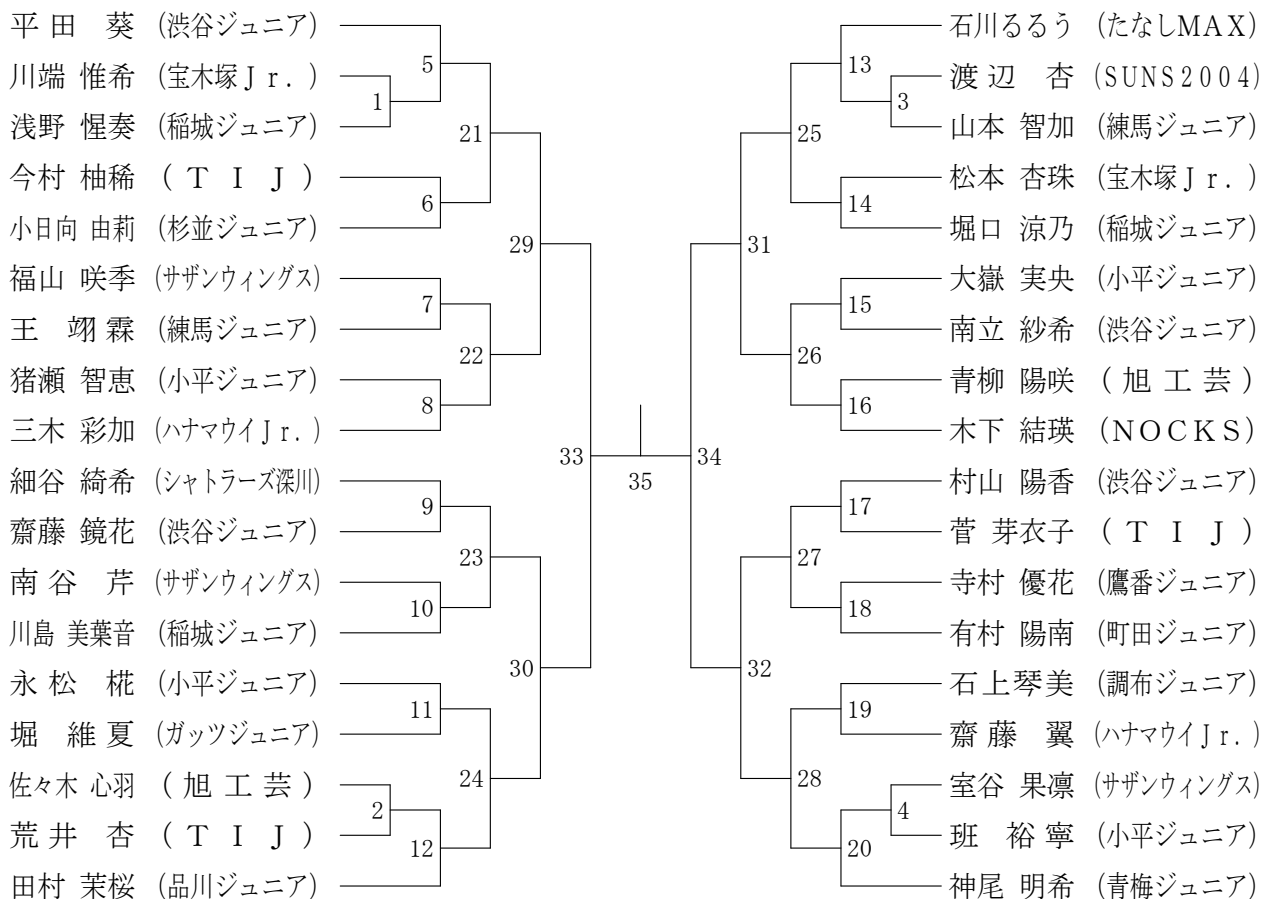 平田 葵 (渋谷ジュニア)
川端 惟希 (宝木塚Ｊｒ.)
浅野 惺奏 (稲城ジュニア)
今村 柚稀 (ＴＩＪ)
小日向 由莉 (杉並ジュニア)
福山 咲季 (サザンウィングス)
王 翊霖 (練馬ジュニア)
猪瀬 智恵 (小平ジュニア)
三木 彩加 (ハナマウイＪｒ.)
細谷 綺希 (シャトラーズ深川)
齋藤 鏡花 (渋谷ジュニア)
南谷 芹 (サザンウィングス)
川島 美葉音 (稲城ジュニア)
永松 椛 (小平ジュニア)
堀 維夏 (ガッツジュニア)
佐々木 心羽 (旭工芸)
荒井 杏 (ＴＩＪ)
田村 茉桜 (品川ジュニア)
1
2
5
6
7
8
9
10
11
12
21
22
23
24
29
30
33
35
34
31
32
25
26
27
28
13
14
15
16
17
18
19
20
3
4
石川るるう (たなしMAX)
渡辺 杏 (SUNS2004)
山本 智加 (練馬ジュニア)
松本 杏珠 (宝木塚Ｊｒ.)
堀口 涼乃 (稲城ジュニア)
大嶽 実央 (小平ジュニア)
南立 紗希 (渋谷ジュニア)
青柳 陽咲 (旭工芸)
木下 結瑛 (NOCKS)
村山 陽香 (渋谷ジュニア)
菅 芽衣子 (ＴＩＪ)
寺村 優花 (鷹番ジュニア)
有村 陽南 (町田ジュニア)
石上琴美 (調布ジュニア)
齋藤 翼 (ハナマウイＪｒ.)
室谷 果凛 (サザンウィングス)
班 裕寧 (小平ジュニア)
神尾 明希 (青梅ジュニア)